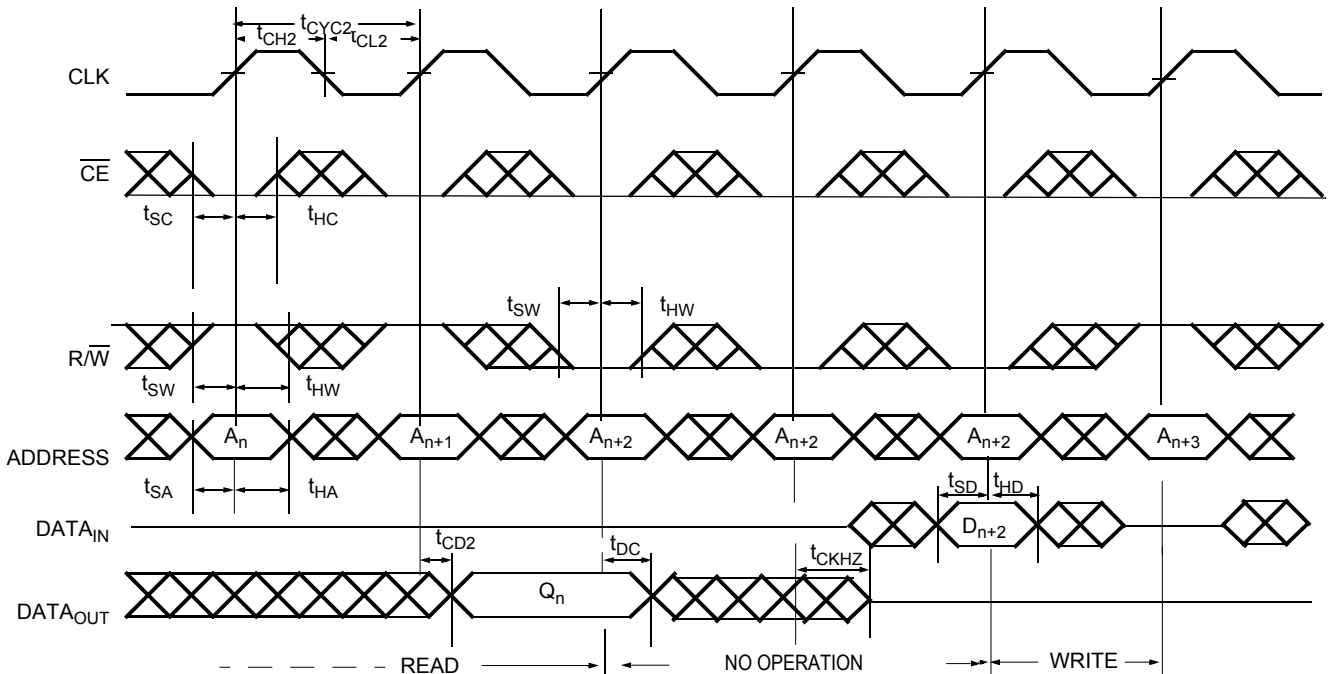 tCYC2
tCH2 tCL2
CLK
CE
tSC tHC
tSW tHW
R/W
tSW tHW
An An+1 An+2 An+2 An+2 An+3
ADDRESS
tSA tHA tSD tHD
DATAIN Dn+2
tCD2 tDC tCKHZ
Qn
DATAOUT
READ NO OPERATION WRITE